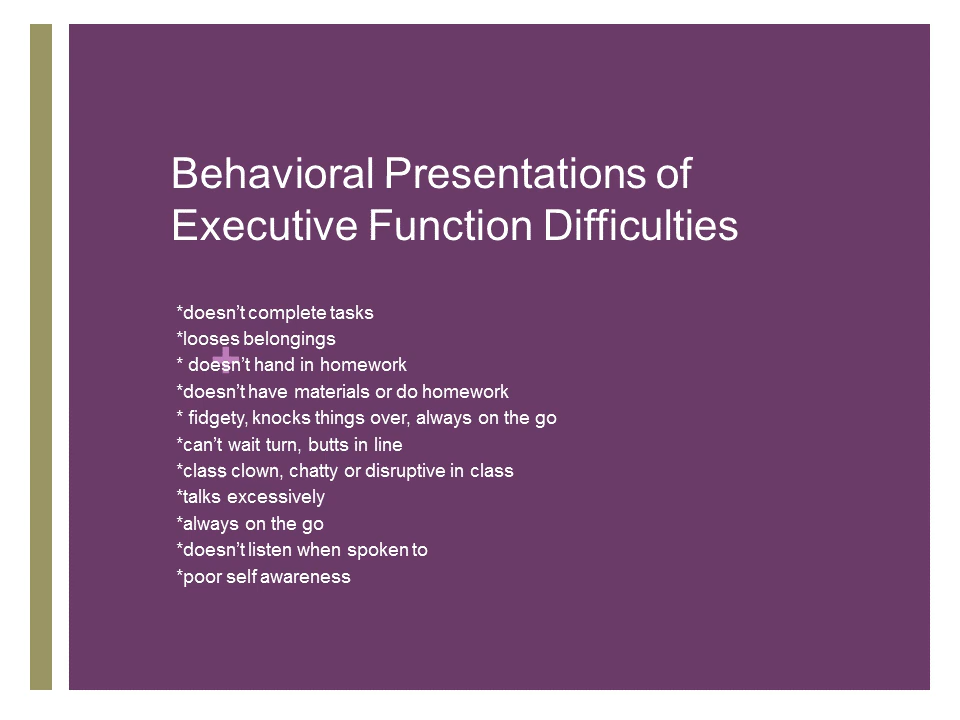 Behavioral Presentations of
Executive Function Difficulties
*doesn’t complete tasks
*looses belongings
+
* doesn’t hand in homework
*doesn’t have materials or do homework
* fidgety, knocks things over, always on the go
*can’t wait turn, butts in line
*class clown, chatty or disruptive in class
*talks excessively
*always on the go
*doesn’t listen when spoken to
*poor self awareness